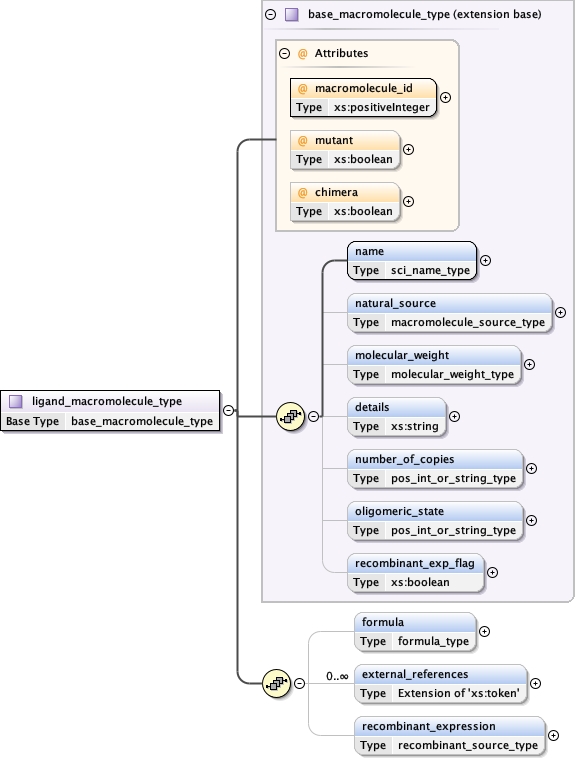 base_macromolecule_type (extension base)
@ Attributes
@ macromolecule_id
Type xs:positiveInteger
@ mutant
Type xs:boolean
@ chimera
Type xs:boolean
name
Type sci_name_type
natural_source
Type macromolecule_source_type
molecular_weight
Type molecular_weight_type
ligand_macromolecule_type
Base Type base_macromolecule_type
details
Type xs:string
number_of_copies
Type pos_int_or_string_type
oligomeric_state
Type pos_int_or_string_type
recombinant_exp_flag
Type xs:boolean
formula
Type formula_type
0..∞
external_references
Type Extension of 'xs:token'
recombinant_expression
Type recombinant_source_type